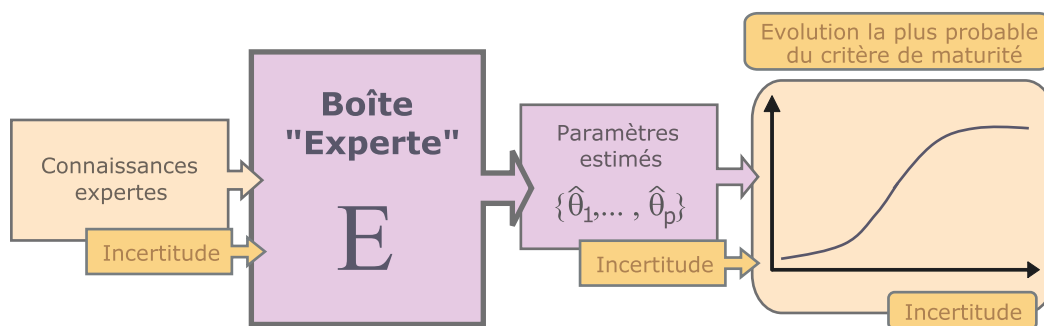 Evolution la plus probable
du critère de maturité
Boîte
"Experte"
E
Connaissances
expertes
Incertitude
Paramètres
estimés
{θ̂1,... , θ̂p}
Incertitude
Incertitude